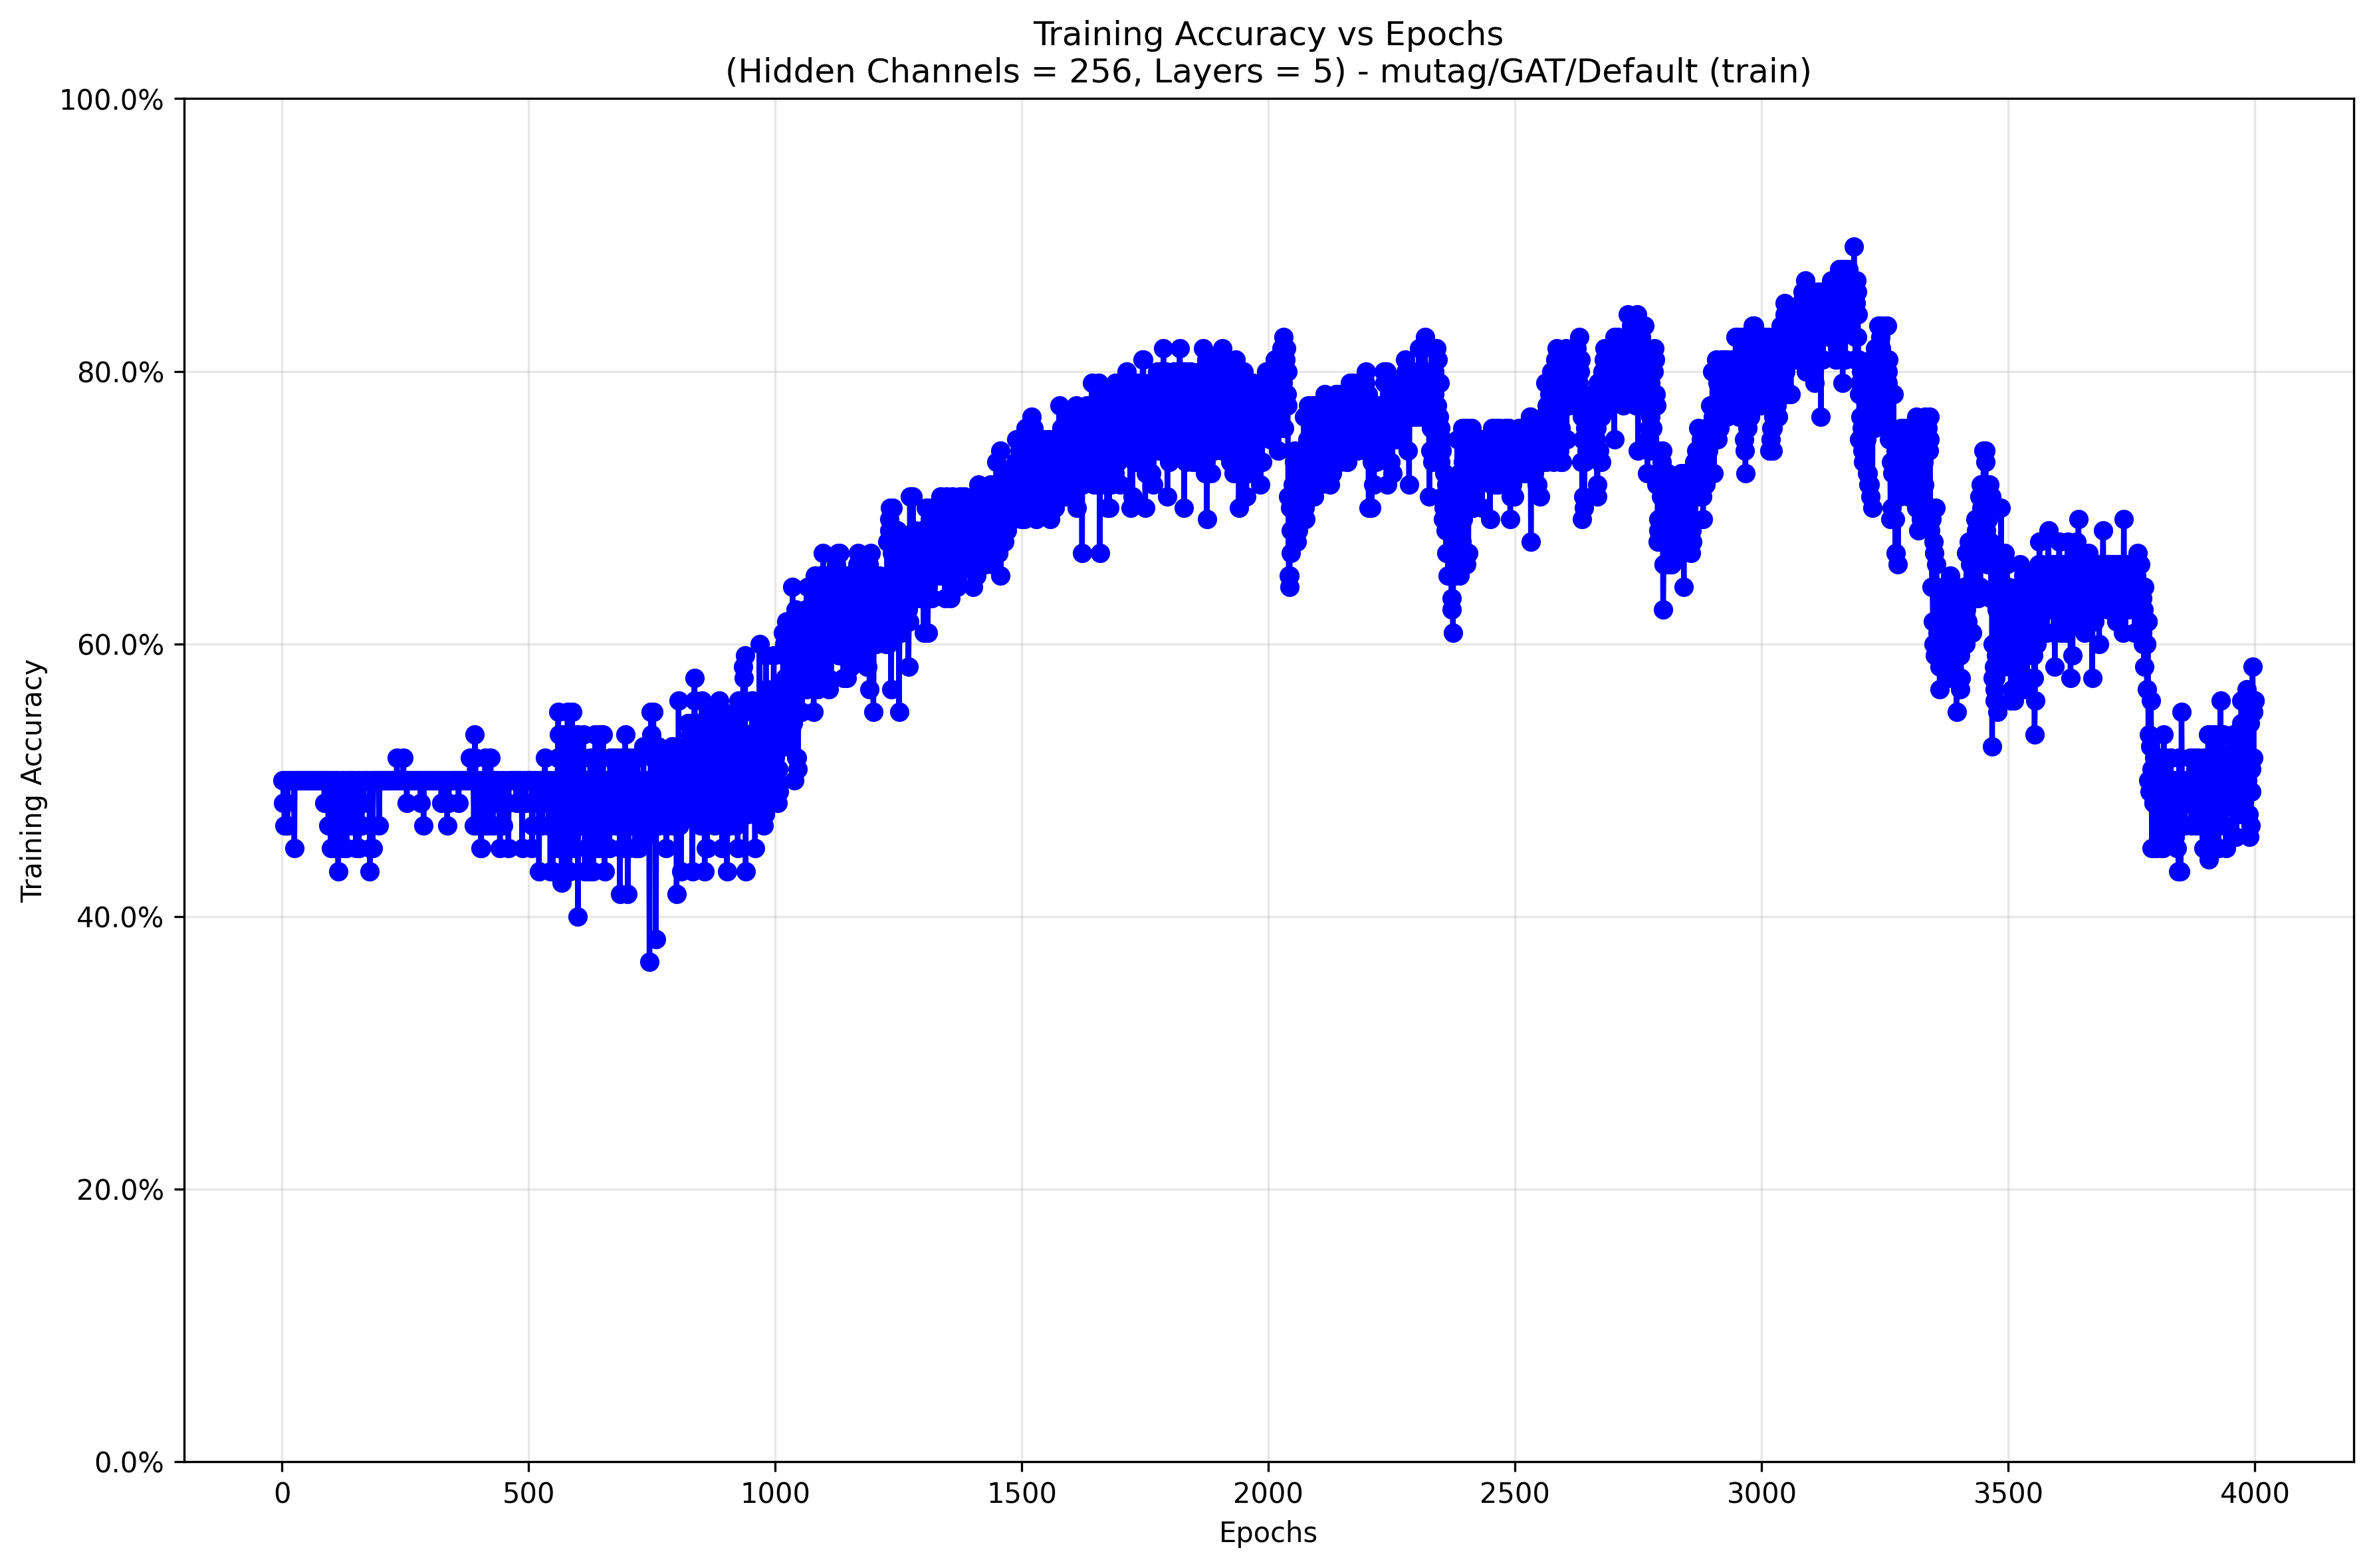 Training Accuracy vs Epochs
(Hidden Channels = 256, Layers = 5) - mutag/GAT/Default (train)
100.0%
80.0%
60.0%
40.0%
20.0%
0.0%
Training Accuracy
0 500 1000 1500 2000 2500 3000 3500 4000
Epochs